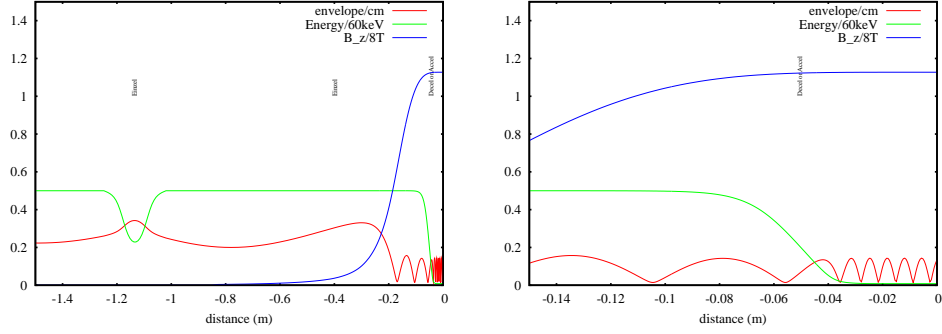 envelope/cm
Energy/60keV
B_z/8T
1.4
1.2
1
0.8
0.6
0.4
0.2
0
-1.4
-1.2
-1
-0.8
-0.6
-0.4
-0.2
0
distance (m)
Einzel
Einzel
Decel or Accel
envelope/cm
Energy/60keV
B_z/8T
1.4
1.2
1
0.8
0.6
0.4
0.2
0
-0.14
-0.12
-0.1
-0.08
-0.06
-0.04
-0.02
0
distance (m)
Decel or Accel